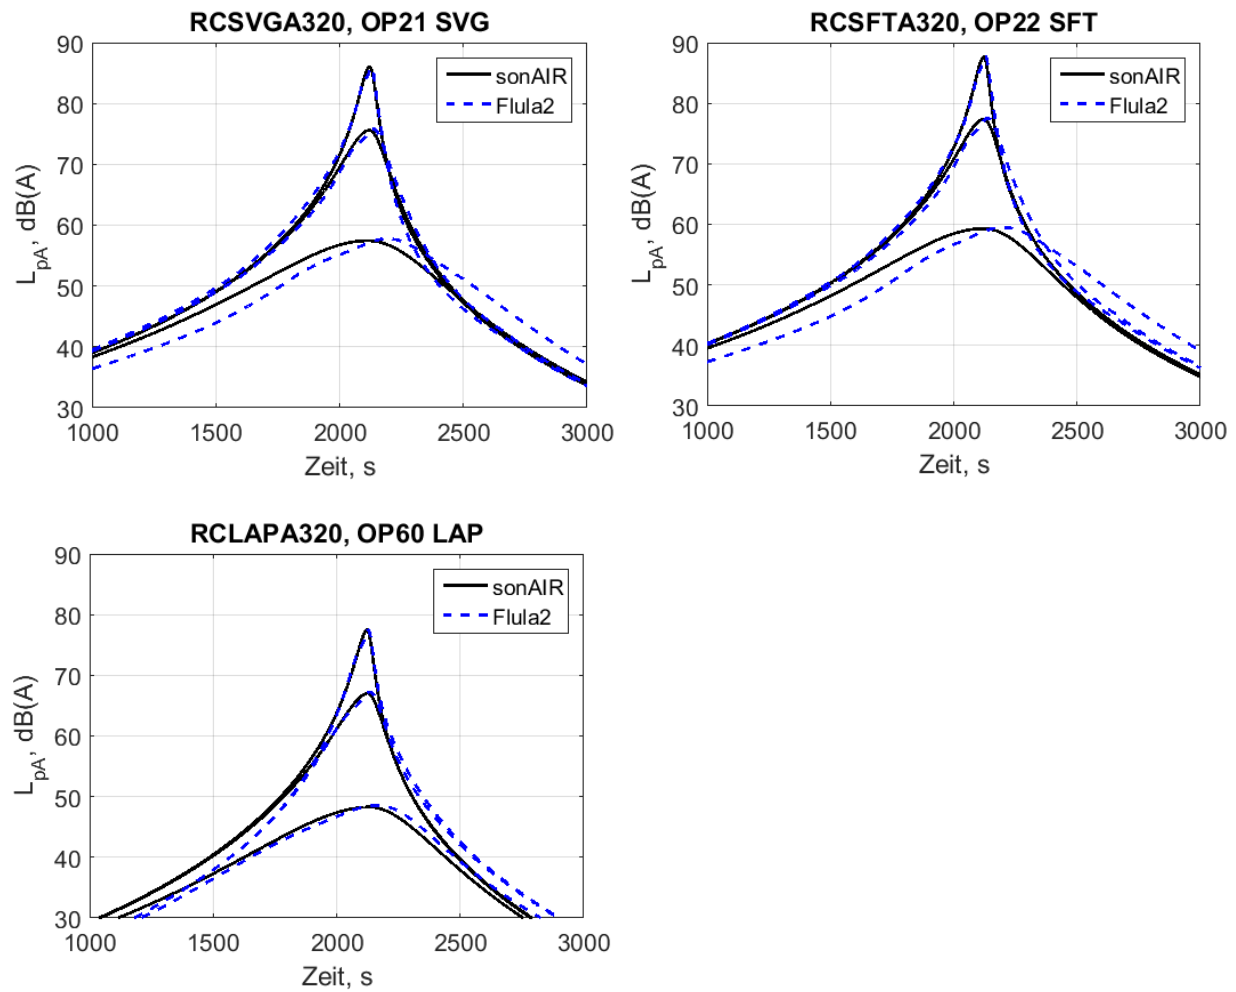 RCSVGA320, OP21 SVG
90
80
70
60
50
40
30
L_pA, dB(A)
sonAIR
Flula2
1000 1500 2000 2500 3000
Zeit, s
RCSFTA320, OP22 SFT
90
80
70
60
50
40
30
L_pA, dB(A)
sonAIR
Flula2
1000 1500 2000 2500 3000
Zeit, s
RCLAPA320, OP60 LAP
90
80
70
60
50
40
30
L_pA, dB(A)
sonAIR
Flula2
1000 1500 2000 2500 3000
Zeit, s